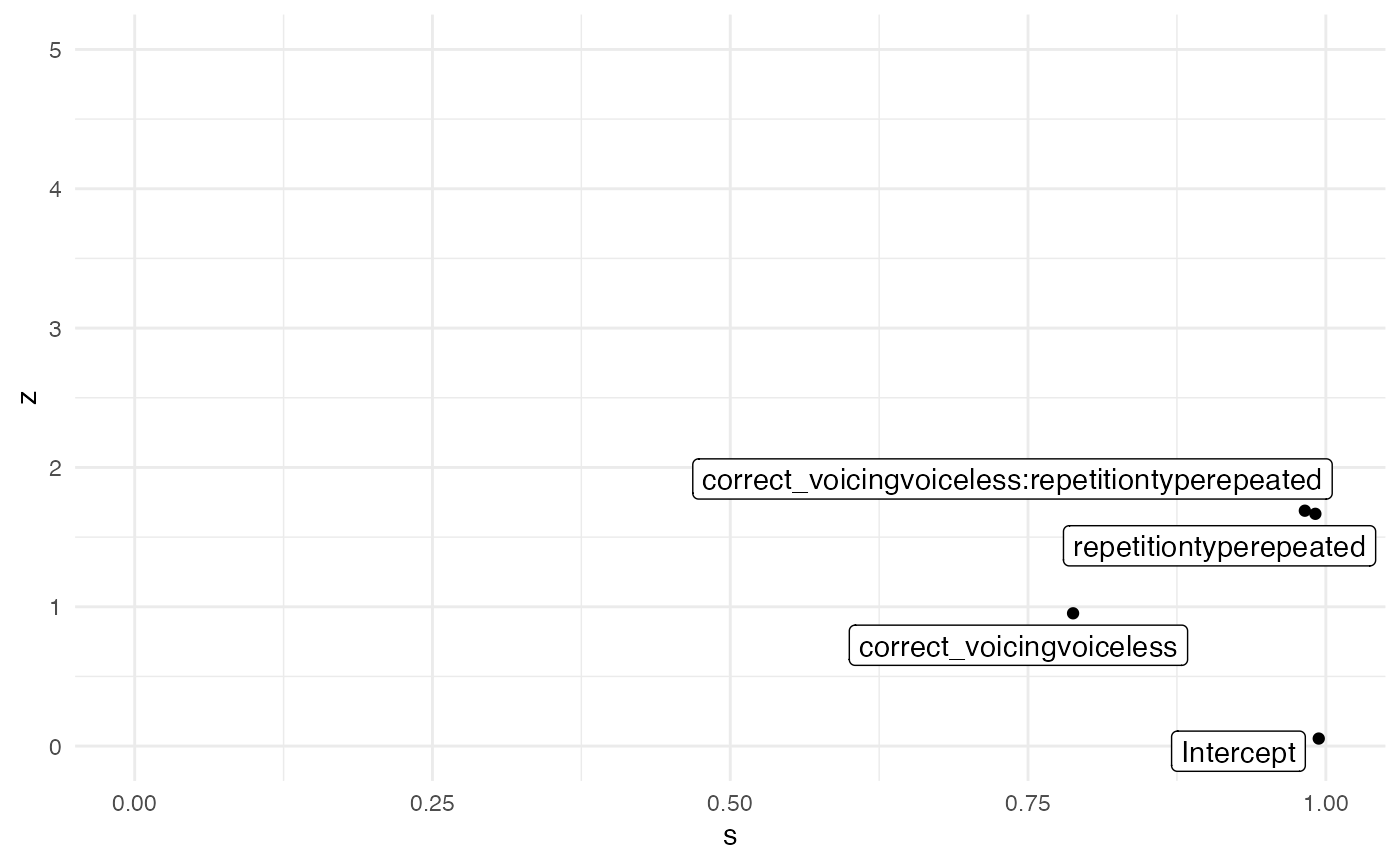 5
4
3
2
1
0
z
correct_voicingvoiceless:repetitiontyperepeated
repetitiontyperepeated
correct_voicingvoiceless
Intercept
0.00 0.25 0.50 0.75 1.00
s